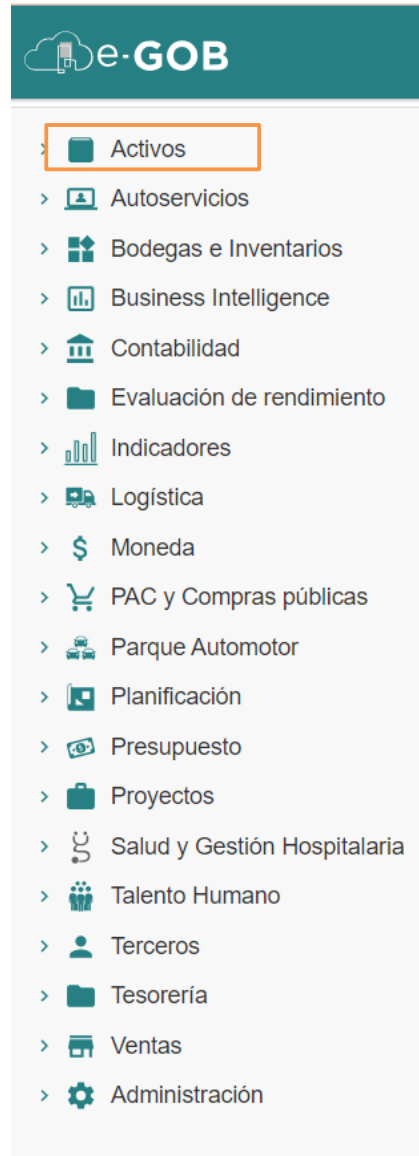 e-GOB
Activos
Autoservicios
Bodegas e Inventarios
Business Intelligence
Contabilidad
Evaluación de rendimiento
Indicadores
Logística
Moneda
PAC y Compras públicas
Parque Automotor
Planificación
Presupuesto
Proyectos
Salud y Gestión Hospitalaria
Talento Humano
Terceros
Tesorería
Ventas
Administración